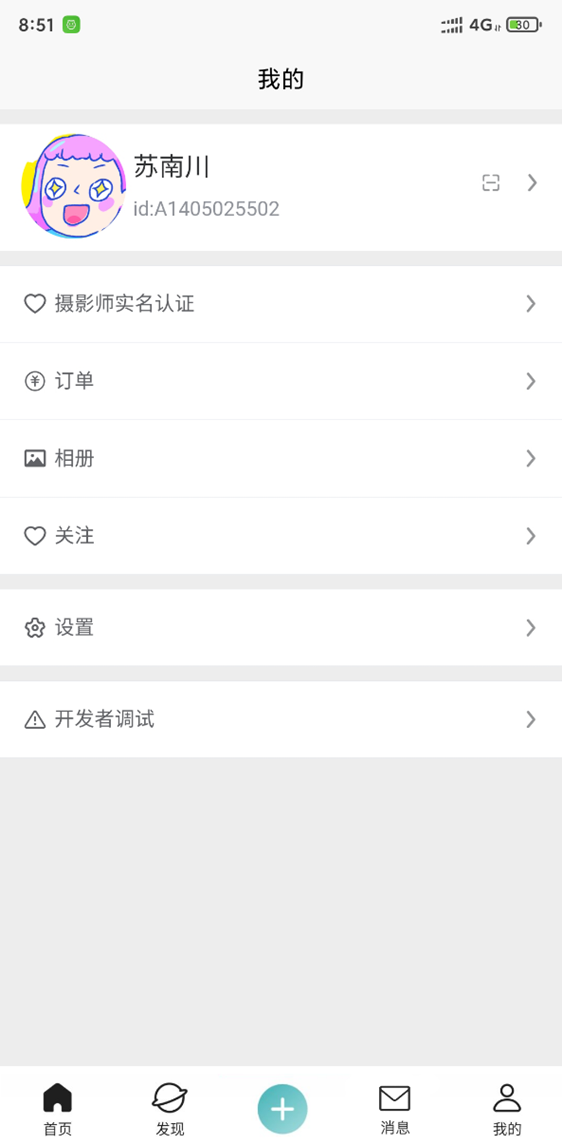 8:51
4G 30
我的
苏南川
id:A1405025502
摄影师实名认证
订单
相册
关注
设置
开发者调试
首页
发现
消息
我的